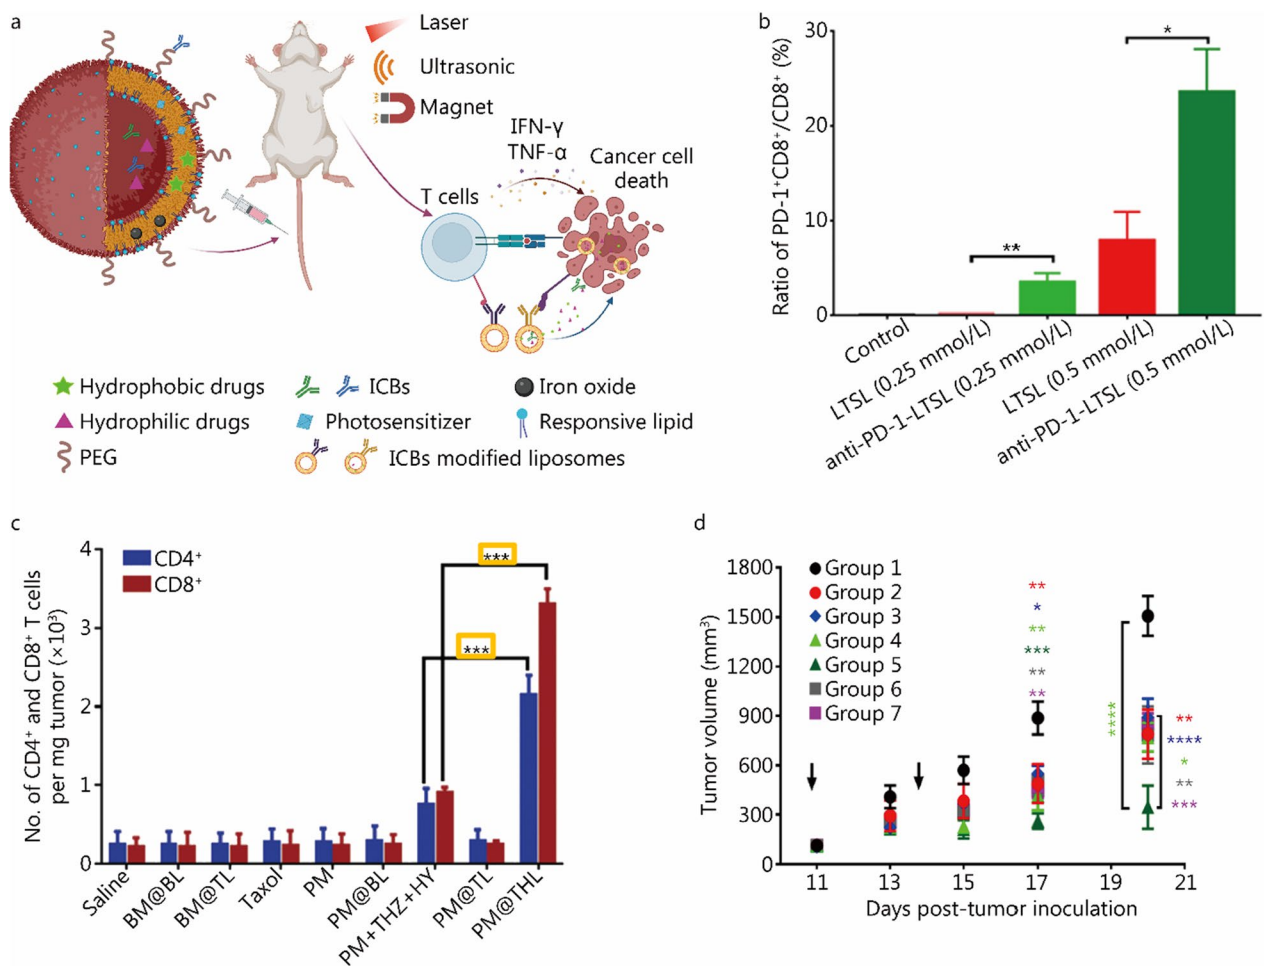 a
Laser
Ultrasonic
Magnet
IFN-γ
TNF-α
Cancer cell
death
T cells
Hydrophobic drugs
ICBs
Iron oxide
Hydrophilic drugs
Photosensitizer
Responsive lipid
PEG
ICBs modified liposomes
b
Ratio of PD-1⁺CD8⁺/CD8⁺ (%)
30
20
10
0
**
*
Control
LTSL (0.25 mmol/L)
anti-PD-1-LTSL (0.25 mmol/L)
LTSL (0.5 mmol/L)
anti-PD-1-LTSL (0.5 mmol/L)
c
No. of CD4⁺ and CD8⁺ T cells
per mg tumor (×10³)
4
3
2
1
0
CD4⁺
CD8⁺
***
***
Saline
BM@BL
BM@TL
Taxol
PM
PM@BL
PM+THZ+HY
PM@TL
PM@THL
d
Tumor volume (mm³)
1800
1500
1200
900
600
300
0
Group 1
Group 2
Group 3
Group 4
Group 5
Group 6
Group 7
**
*
**
***
**
**
****
**
****
*
**
***
11 13 15 17 19 21
Days post-tumor inoculation